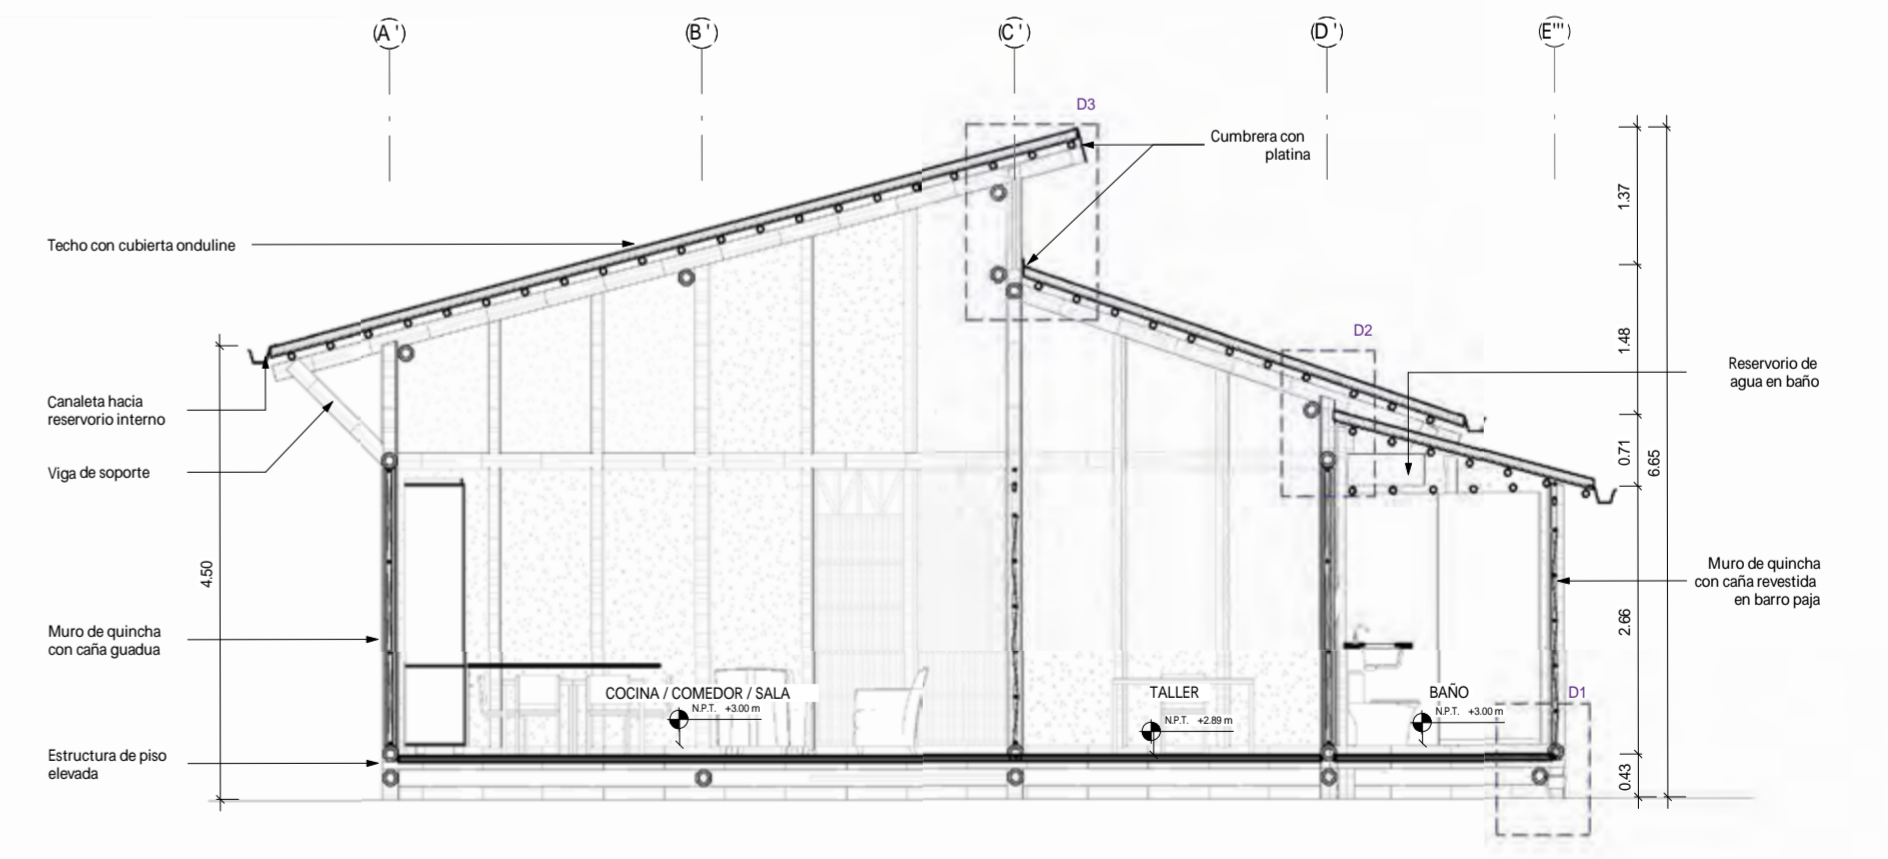 (A')
(B')
(C')
(D')
(E''')
D3
Cumbrera con
platina
1.37
Techo con cubierta onduline
D2
1.48
Reservorio de
agua en baño
Canaleta hacia
reservorio interno
Viga de soporte
0.71
6.65
4.50
Muro de quincha
con caña revestida
en barro paja
2.66
Muro de quincha
con caña guadua
COCINA / COMEDOR / SALA
N.P.T. +3.00 m
TALLER
N.P.T. +2.89 m
BAÑO
N.P.T. +3.00 m
D1
Estructura de piso
elevada
0.43